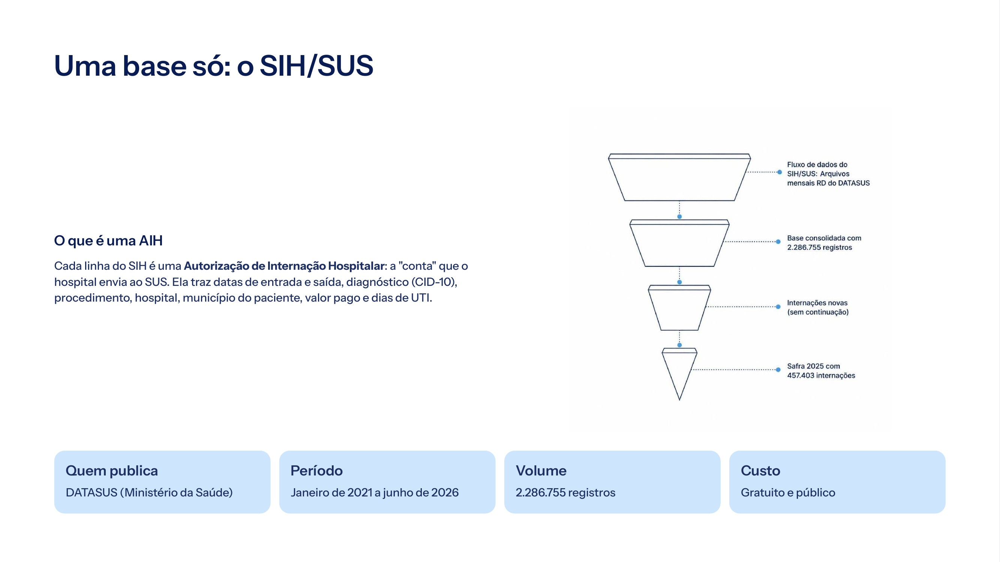 Uma base só: o SIH/SUS
O que é uma AIH
Cada linha do SIH é uma Autorização de Internação Hospitalar: a "conta" que o
hospital envia ao SUS. Ela traz datas de entrada e saída, diagnóstico (CID-10),
procedimento, hospital, município do paciente, valor pago e dias de UTI.
Fluxo de dados do
SIH/SUS: Arquivos
mensais RD do DATASUS
Base consolidada com
2.286.755 registros
Internações novas
(sem continuação)
Safra 2025 com
457.403 internações
Quem publica
DATASUS (Ministério da Saúde)
Período
Janeiro de 2021 a junho de 2026
Volume
2.286.755 registros
Custo
Gratuito e público